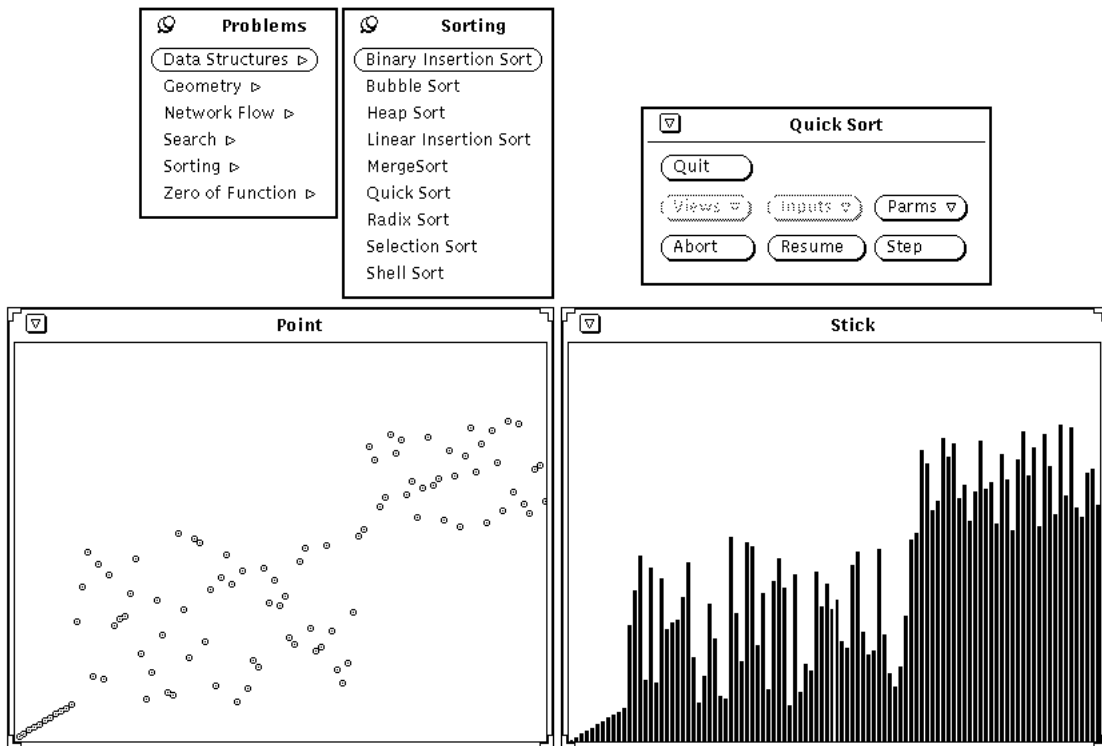 Problems
Data Structures
Geometry
Network Flow
Search
Sorting
Zero of Function
Sorting
Binary Insertion Sort
Bubble Sort
Heap Sort
Linear Insertion Sort
MergeSort
Quick Sort
Radix Sort
Selection Sort
Shell Sort
Quick Sort
Quit
Views Inputs Parms
Abort Resume Step
Point
Stick